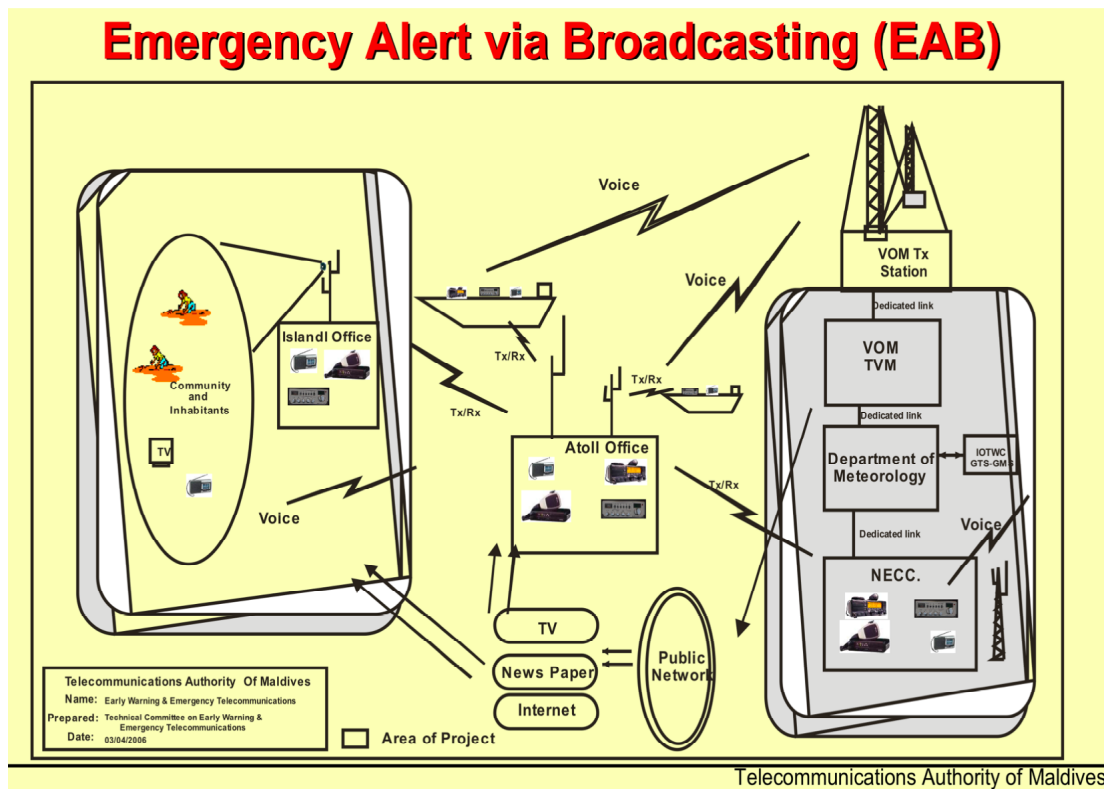 Emergency Alert via Broadcasting (EAB)
Voice
VOM Tx
Station
Voice
Dedicated link
Islandl Office
Tx/Rx
VOM
TVM
Tx/Rx
Tx/Rx
Community
and
Inhabitants
Tx/Rx
Dedicated link
TV
Atoll Office
Department of
Meteorology
IOTWC
GTS-GMS
Tx/Rx
Voice
Voice
Dedicated link
NECC.
TV
News Paper
Internet
Public
Network
Telecommunications Authority Of Maldives
Name: Early Warning & Emergency Telecommunications
Prepared: Technical Committee on Early Warning &
Emergency Telecommunications
Date: 03/04/2006
Area of Project
Telecommunications Authority of Maldives